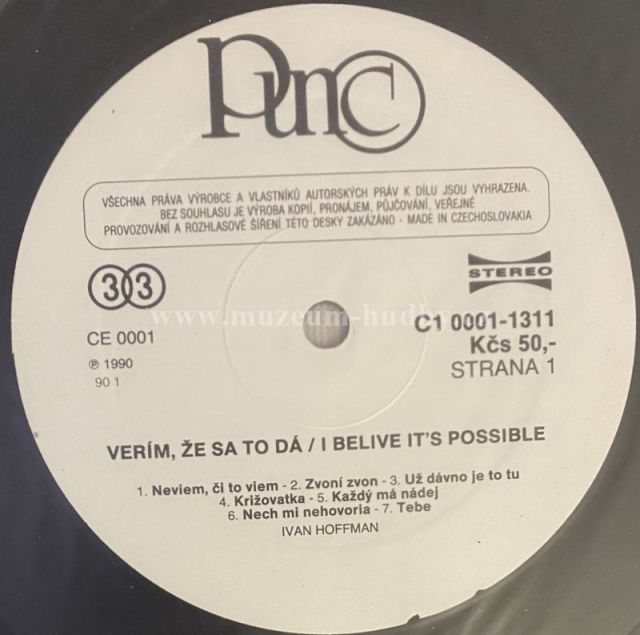 Punc
VŠECHNA PRÁVA VÝROBCE A VLASTNÍKŮ AUTORSKÝCH PRÁV K DÍLU JSOU VYHRAZENA.
BEZ SOUHLASU JE VÝROBA KOPIÍ, PRONÁJEM, PŮJČOVÁNÍ, VEŘEJNÉ
PROVOZOVÁNÍ A ROZHLASOVÉ ŠÍŘENÍ TÉTO DESKY ZAKÁZÁNO - MADE IN CZECHOSLOVAKIA
33
STEREO
www.muzeum-hudby
CE 0001
C1 0001-1311
Kčs 50,-
℗ 1990
STRANA 1
90 1
VERÍM, ŽE SA TO DÁ / I BELIVE IT'S POSSIBLE
1. Neviem, či to viem - 2. Zvoní zvon - 3. Už dávno je to tu
4. Križovatka - 5. Každý má nádej
6. Nech mi nehovoria - 7. Tebe
IVAN HOFFMAN